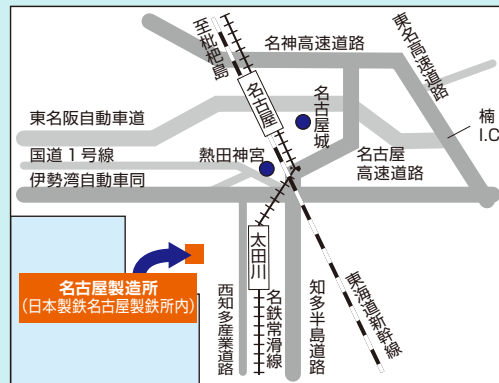 至枇杷島
名神高速道路
東名高速道路
名古屋
名古屋城
東名阪自動車道
楠
I.C
国道1号線
熱田神宮
名古屋
高速道路
伊勢湾自動車同
太田川
名古屋製造所
(日本製鉄名古屋製鉄所内)
西知多産業道路
名鉄常滑線
知多半島道路
東海道新幹線